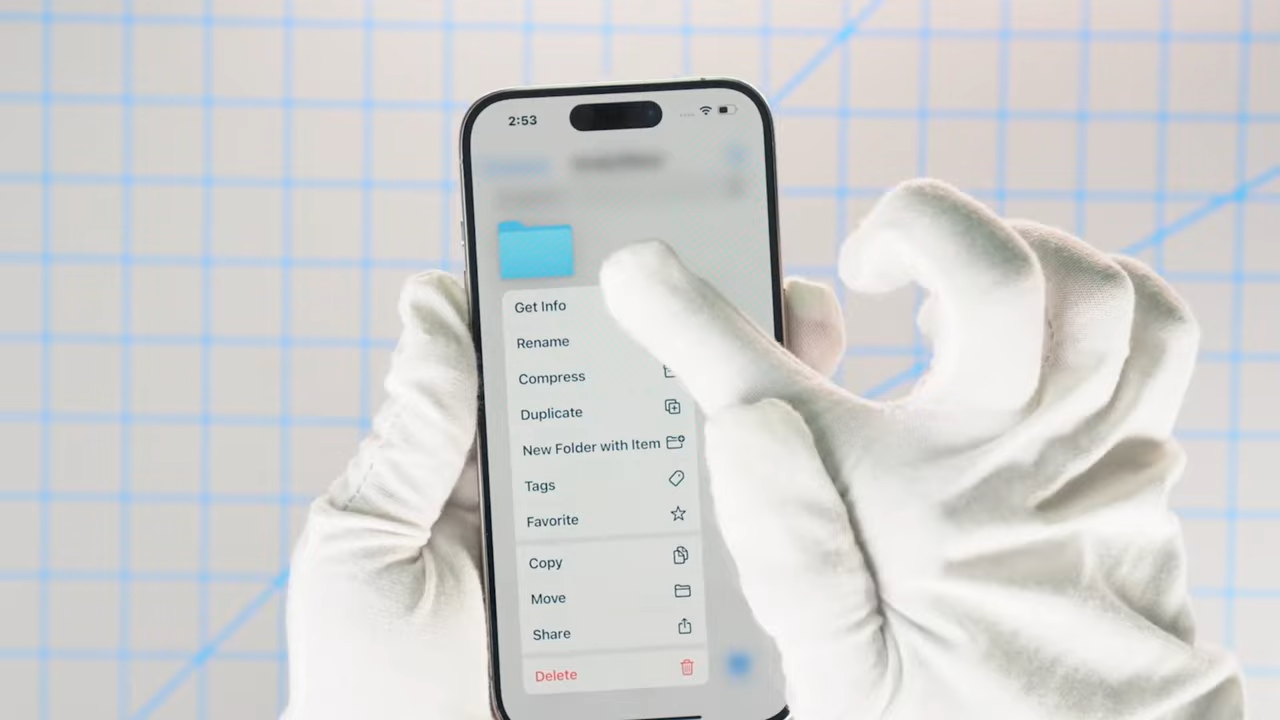 2:53
Get Info
Rename
Compress
Duplicate
New Folder with Item
Tags
Favorite
Copy
Move
Share
Delete